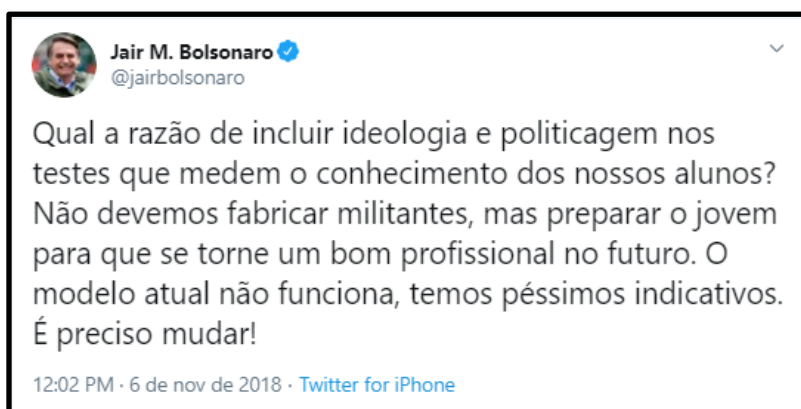 Jair M. Bolsonaro
@jairbolsonaro
Qual a razão de incluir ideologia e politicagem nos
testes que medem o conhecimento dos nossos alunos?
Não devemos fabricar militantes, mas preparar o jovem
para que se torne um bom profissional no futuro. O
modelo atual não funciona, temos péssimos indicativos.
É preciso mudar!
12:02 PM · 6 de nov de 2018 · Twitter for iPhone